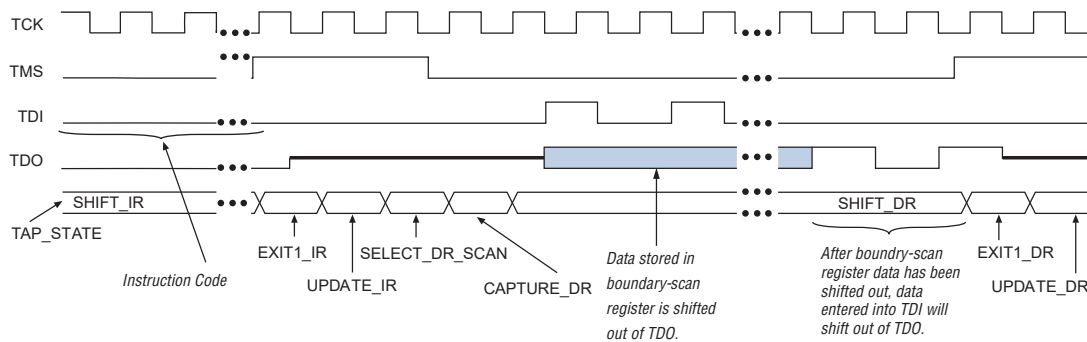 TCK
TMS
TDI
TDO
SHIFT_IR
SHIFT_DR
TAP_STATE
EXIT1_IR
SELECT_DR_SCAN
Instruction Code
UPDATE_IR
CAPTURE_DR
Data stored in
boundary-scan
register is shifted
out of TDO.
After boundry-scan
register data has been
shifted out, data
entered into TDI will
shift out of TDO.
EXIT1_DR
UPDATE_DR